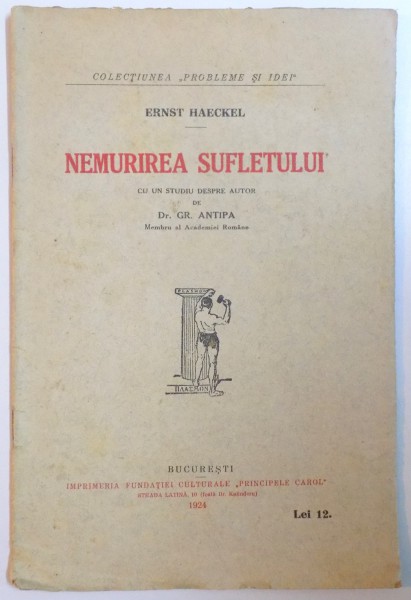 COLECȚIUNEA „PROBLEME ȘI IDEI"
ERNST HAECKEL
NEMURIREA SUFLETULUI
CU UN STUDIU DESPRE AUTOR
DE
Dr. GR. ANTIPA
Membru al Academiei Române
BUCUREȘTI
IMPRIMERIA FUNDAȚIEI CULTURALE „PRINCIPELE CAROL"
STRADA LATINĂ, 10
1924
Lei 12.